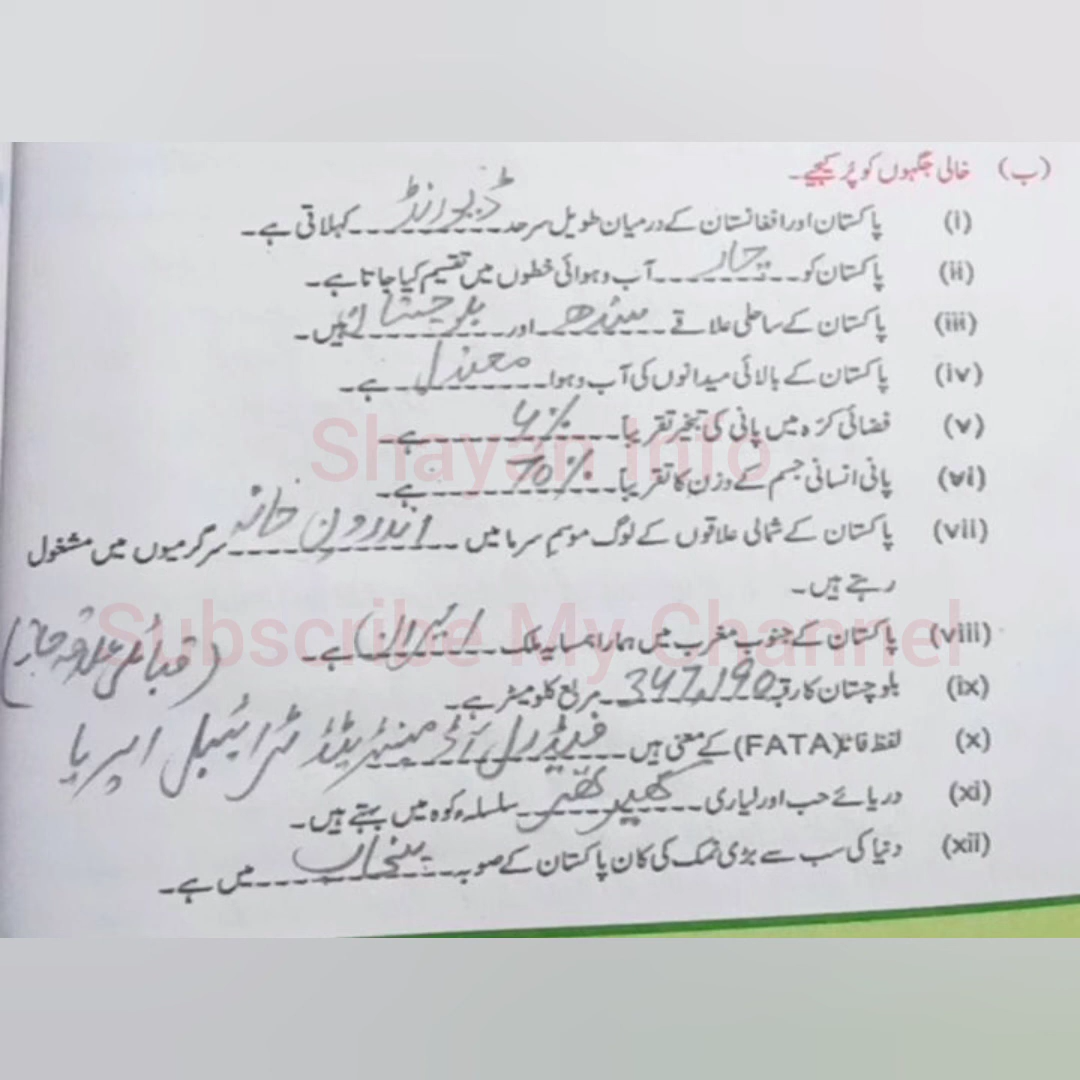 (ب) خالی جگہوں کو پُر کیجیے۔
(i) پاکستان اور افغانستان کے درمیان طویل سرحد ڈیورنڈ کہلاتی ہے۔
(ii) پاکستان کو چار آب و ہوائی خطوں میں تقسیم کیا جاتا ہے۔
(iii) پاکستان کے ساحلی علاقے سندھ اور بلوچستان ہیں۔
(iv) پاکستان کے بالائی میدانوں کی آب و ہوا معتدل ہے۔
(v) فضائی کرّہ میں پانی کی تبخیر تقریباً 4% ہے۔
Shayan Info
(vi) پانی انسانی جسم کے وزن کا تقریباً 70% ہے۔
(vii) پاکستان کے شمالی علاقوں کے لوگ موسمِ سرما میں اندرون خانہ سرگرمیوں میں مشغول
رہتے ہیں۔
Subscribe My Channel
(viii) پاکستان کے جنوب مغرب میں ہمارا ہمسایہ ملک ایران ہے۔
(قبائلی علاقہ جات)
(ix) بلوچستان کا رقبہ 347,190 مربع کلومیٹر ہے۔
(x) لفظ فاٹا (FATA) کے معنی ہیں فیڈرل ایڈمنسٹریٹڈ ٹرائیبل ایریا
(xi) دریائے حب اور لیاری کھیر تھر سلسلہ کوہ میں بہتے ہیں۔
(xii) دنیا کی سب سے بڑی نمک کی کان پاکستان کے صوبہ پنجاب میں ہے۔